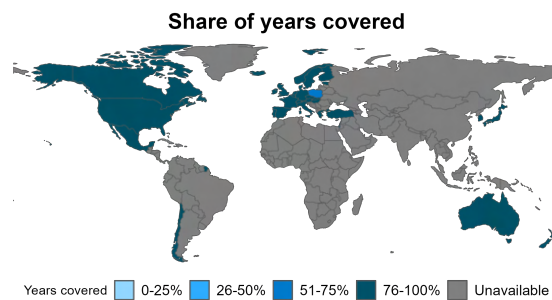 Share of years covered
Years covered 0-25% 26-50% 51-75% 76-100% Unavailable